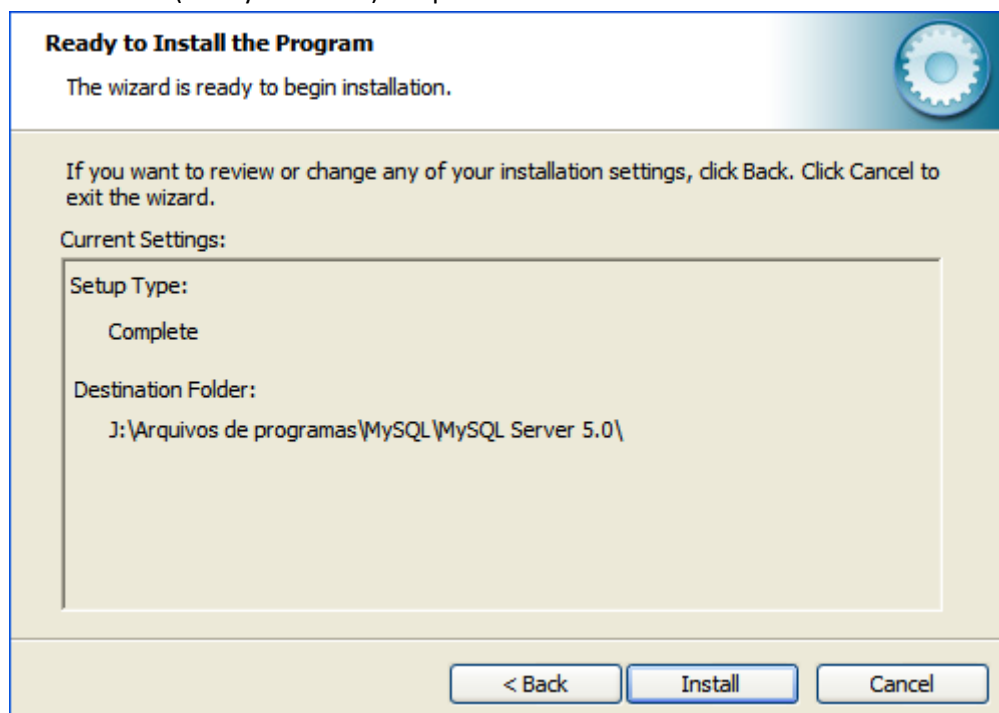 Ready to Install the Program
The wizard is ready to begin installation.
If you want to review or change any of your installation settings, click Back. Click Cancel to
exit the wizard.
Current Settings:
Setup Type:
Complete
Destination Folder:
J:\Arquivos de programas\MySQL\MySQL Server 5.0\
< Back
Install
Cancel